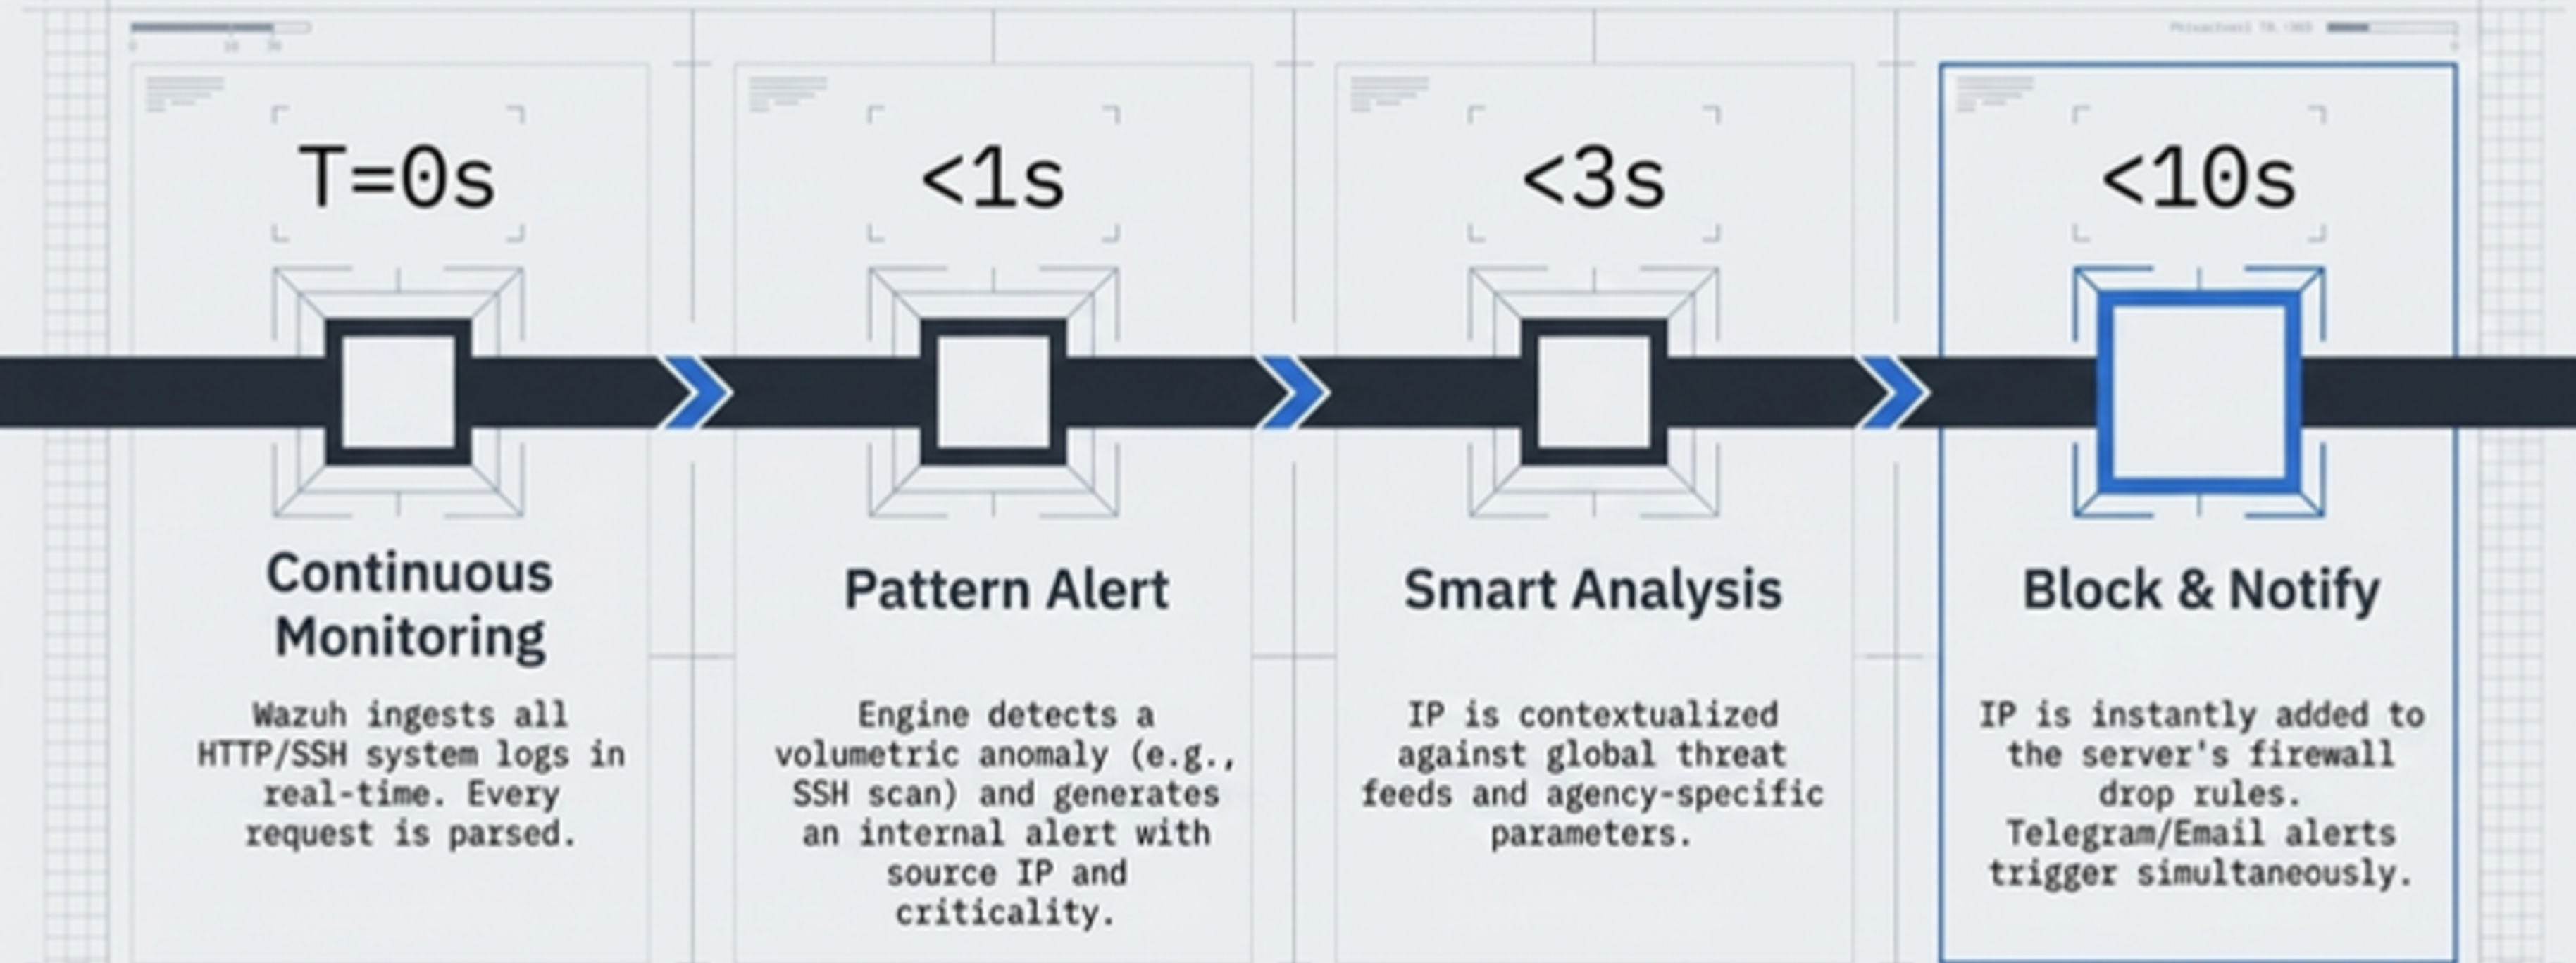 0 10 30
T=0s
<1s
<3s
<10s
Continuous
Monitoring
Wazuh ingests all
HTTP/SSH system logs in
real-time. Every
request is parsed.
Pattern Alert
Engine detects a
volumetric anomaly (e.g.,
SSH scan) and generates
an internal alert with
source IP and
criticality.
Smart Analysis
IP is contextualized
against global threat
feeds and agency-specific
parameters.
Block & Notify
IP is instantly added to
the server's firewall
drop rules.
Telegram/Email alerts
trigger simultaneously.